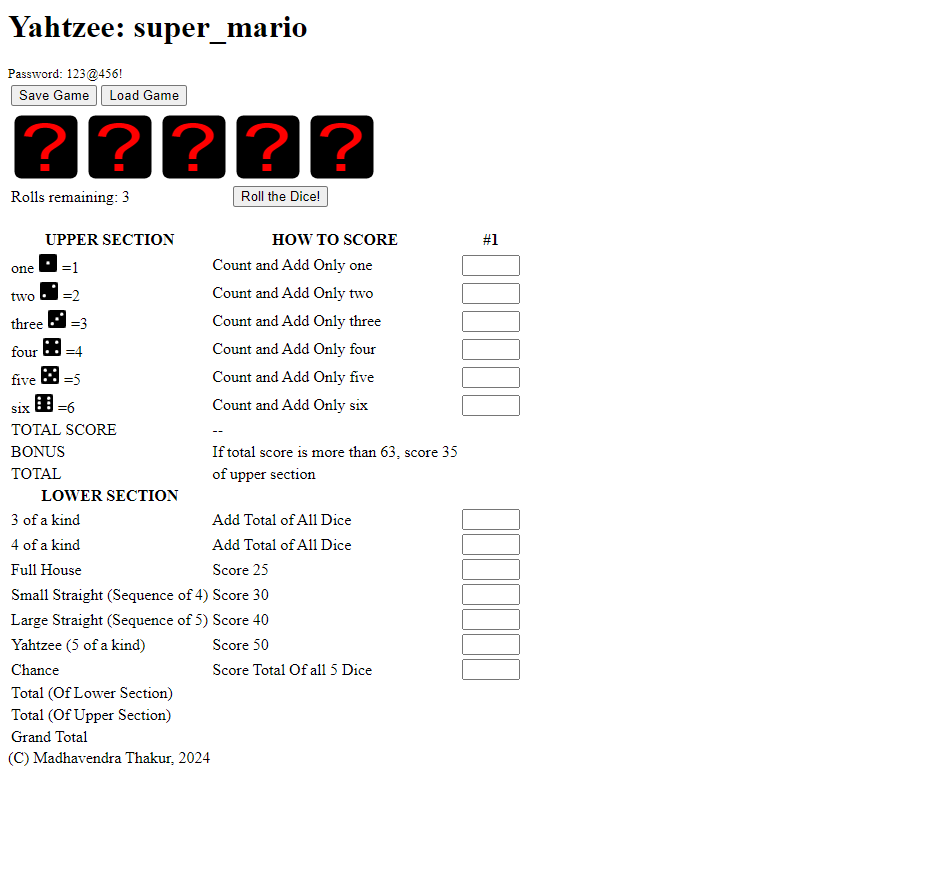 Yahtzee: super_mario
Password: 123@456!
Save Game Load Game
? ? ? ? ?
Rolls remaining: 3 Roll the Dice!
UPPER SECTION HOW TO SCORE #1
one =1 Count and Add Only one
two =2 Count and Add Only two
three =3 Count and Add Only three
four =4 Count and Add Only four
five =5 Count and Add Only five
six =6 Count and Add Only six
TOTAL SCORE --
BONUS If total score is more than 63, score 35
TOTAL of upper section
LOWER SECTION
3 of a kind Add Total of All Dice
4 of a kind Add Total of All Dice
Full House Score 25
Small Straight (Sequence of 4) Score 30
Large Straight (Sequence of 5) Score 40
Yahtzee (5 of a kind) Score 50
Chance Score Total Of all 5 Dice
Total (Of Lower Section)
Total (Of Upper Section)
Grand Total
(C) Madhavendra Thakur, 2024